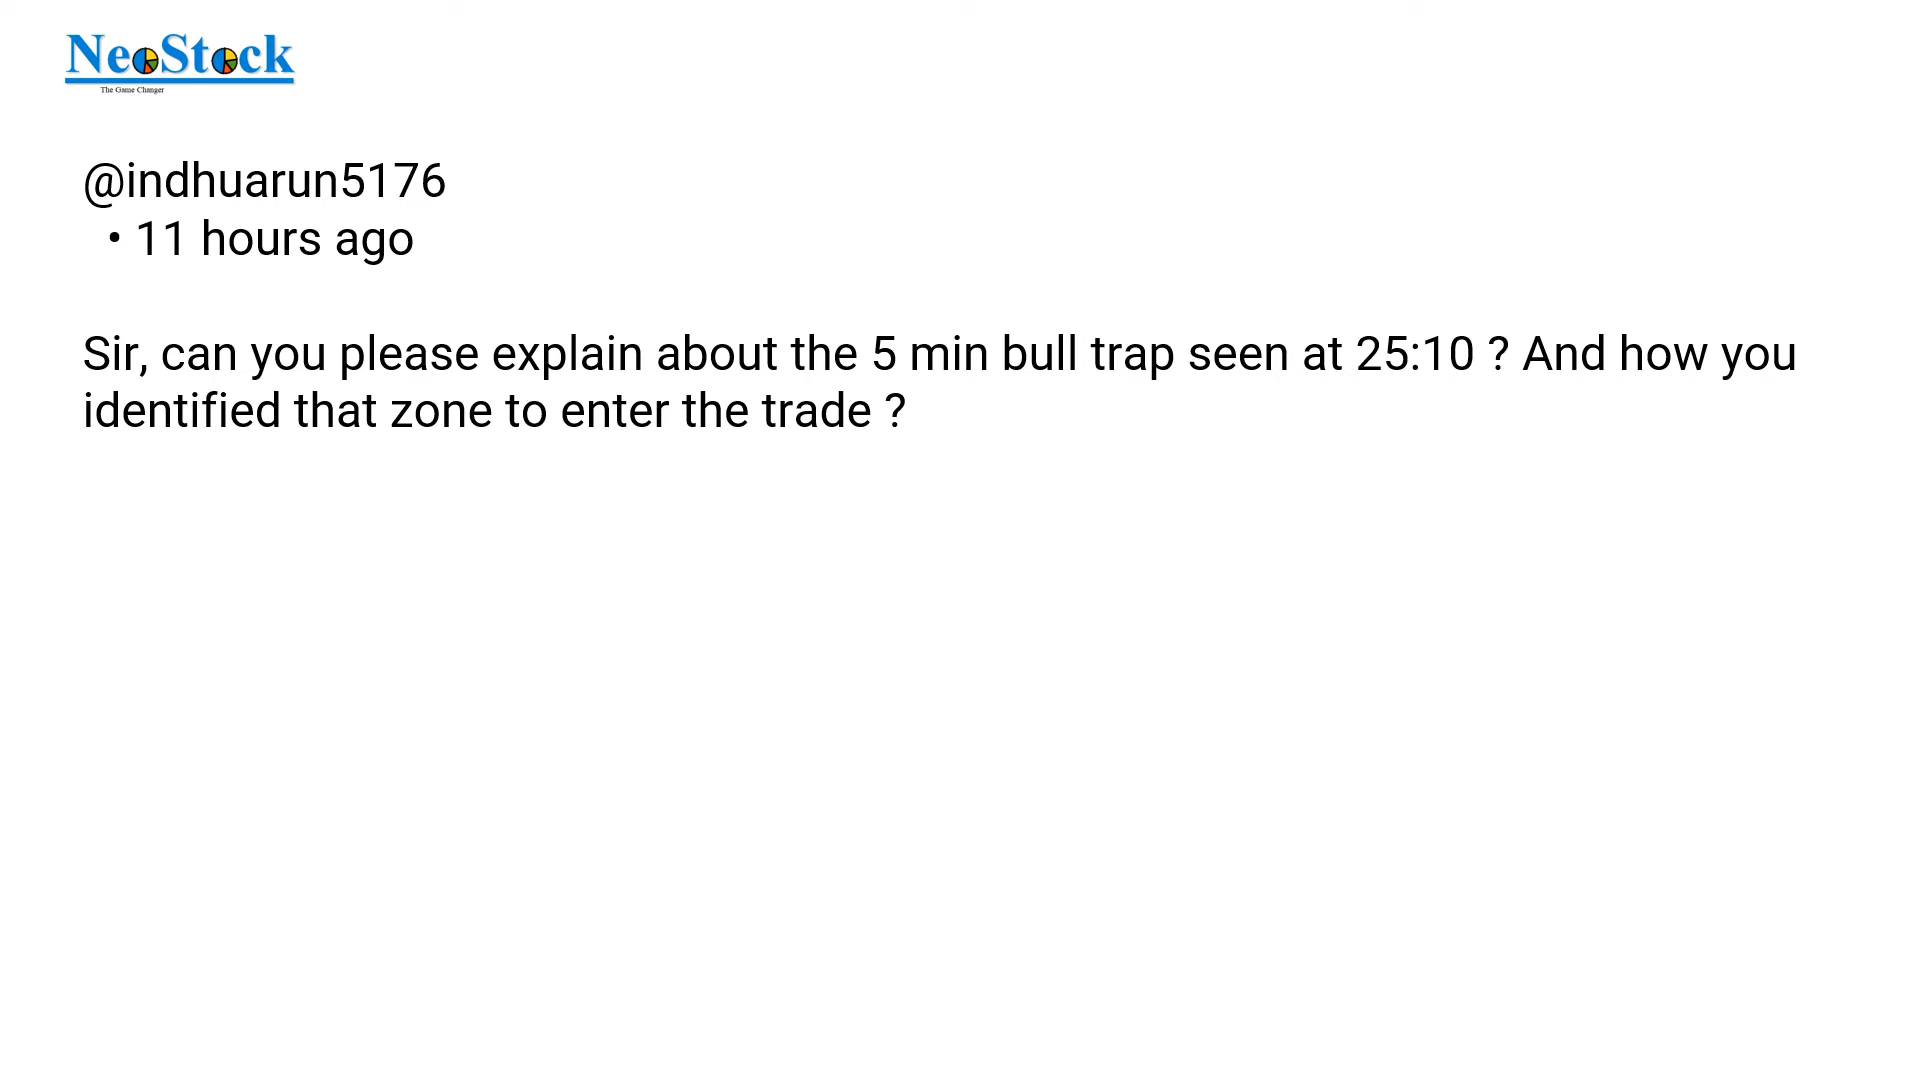 NeoStock
The Game Changer
@indhuarun5176
• 11 hours ago
Sir, can you please explain about the 5 min bull trap seen at 25:10 ? And how you
identified that zone to enter the trade ?